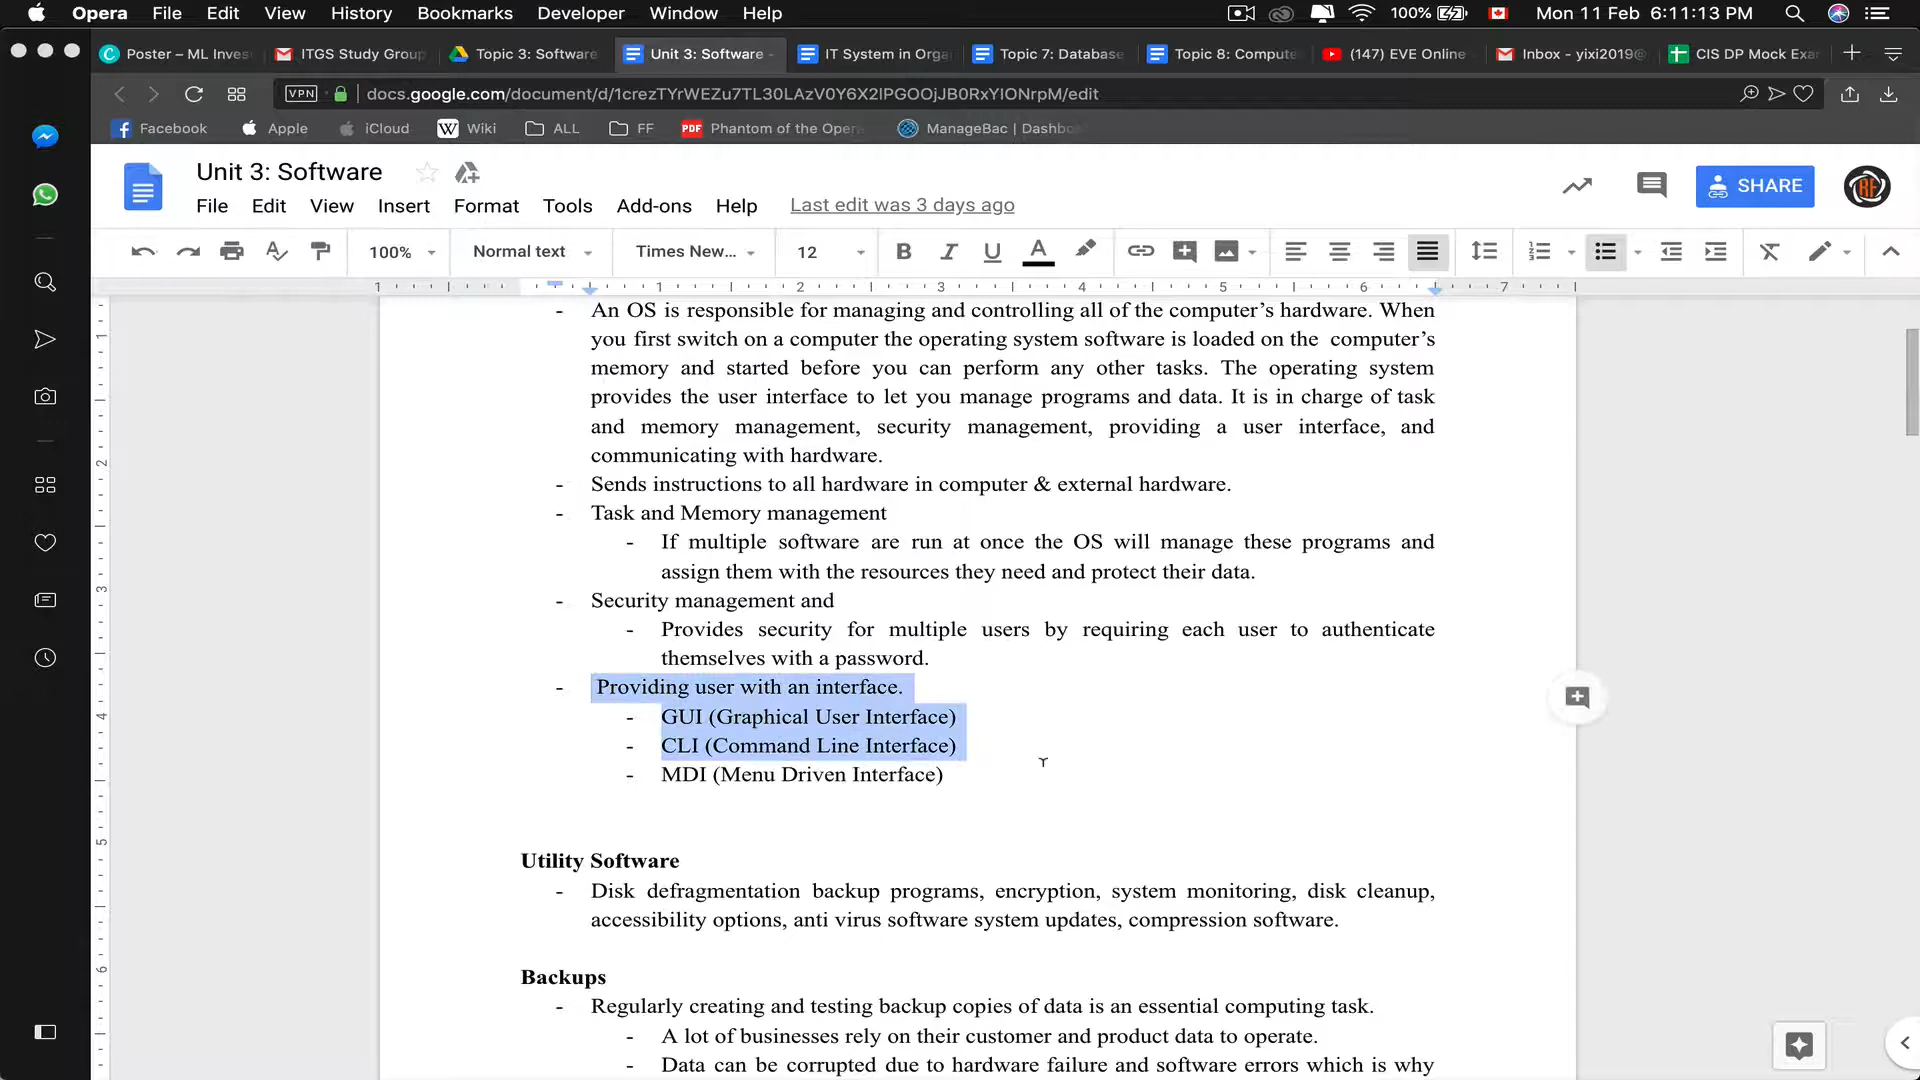 Opera File Edit View History Bookmarks Developer Window Help 100% Mon 11 Feb 6:11:13 PM
Poster – ML Inves ITGS Study Group Topic 3: Software Unit 3: Software - IT System in Orga Topic 7: Database Topic 8: Compute (147) EVE Online Inbox - yixi2019@ CIS DP Mock Exa
VPN docs.google.com/document/d/1crezTYrWEZu7TL30LAzV0Y6X2lPGOOjJB0RxYIONrpM/edit
Facebook Apple iCloud W Wiki ALL FF PDF Phantom of the Oper ManageBac | Dashbo
Unit 3: Software
SHARE
RF
File Edit View Insert Format Tools Add-ons Help Last edit was 3 days ago
100% Normal text Times New... 12 B I U A
1 1 2 3 4 5 6 7
- An OS is responsible for managing and controlling all of the computer’s hardware. When
you first switch on a computer the operating system software is loaded on the computer’s
memory and started before you can perform any other tasks. The operating system
provides the user interface to let you manage programs and data. It is in charge of task
and memory management, security management, providing a user interface, and
communicating with hardware.
- Sends instructions to all hardware in computer & external hardware.
- Task and Memory management
- If multiple software are run at once the OS will manage these programs and
assign them with the resources they need and protect their data.
- Security management and
- Provides security for multiple users by requiring each user to authenticate
themselves with a password.
- Providing user with an interface.
- GUI (Graphical User Interface)
- CLI (Command Line Interface)
- MDI (Menu Driven Interface)
Utility Software
- Disk defragmentation backup programs, encryption, system monitoring, disk cleanup,
accessibility options, anti virus software system updates, compression software.
Backups
- Regularly creating and testing backup copies of data is an essential computing task.
- A lot of businesses rely on their customer and product data to operate.
- Data can be corrupted due to hardware failure and software errors which is why